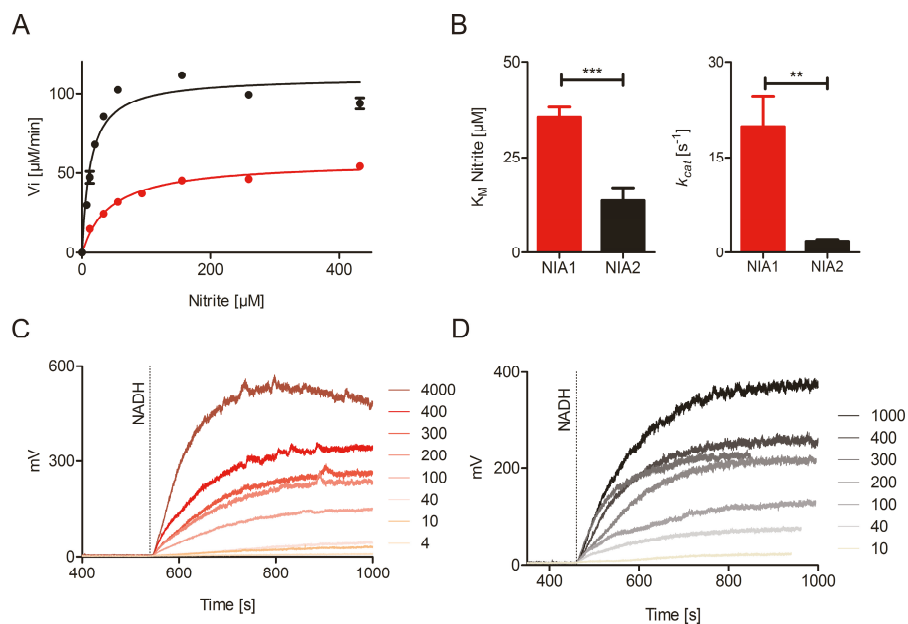 A
Vi [µM/min]
100
50
0
0
200
400
Nitrite [µM]
B
K_M Nitrite [µM]
50
25
0
***
NIA1
NIA2
k_cat [s⁻¹]
30
15
0
**
NIA1
NIA2
C
mV
600
300
0
NADH
400
600
800
1000
Time [s]
4000
400
300
200
100
40
10
4
D
mV
400
200
0
NADH
400
600
800
1000
Time [s]
1000
400
300
200
100
40
10